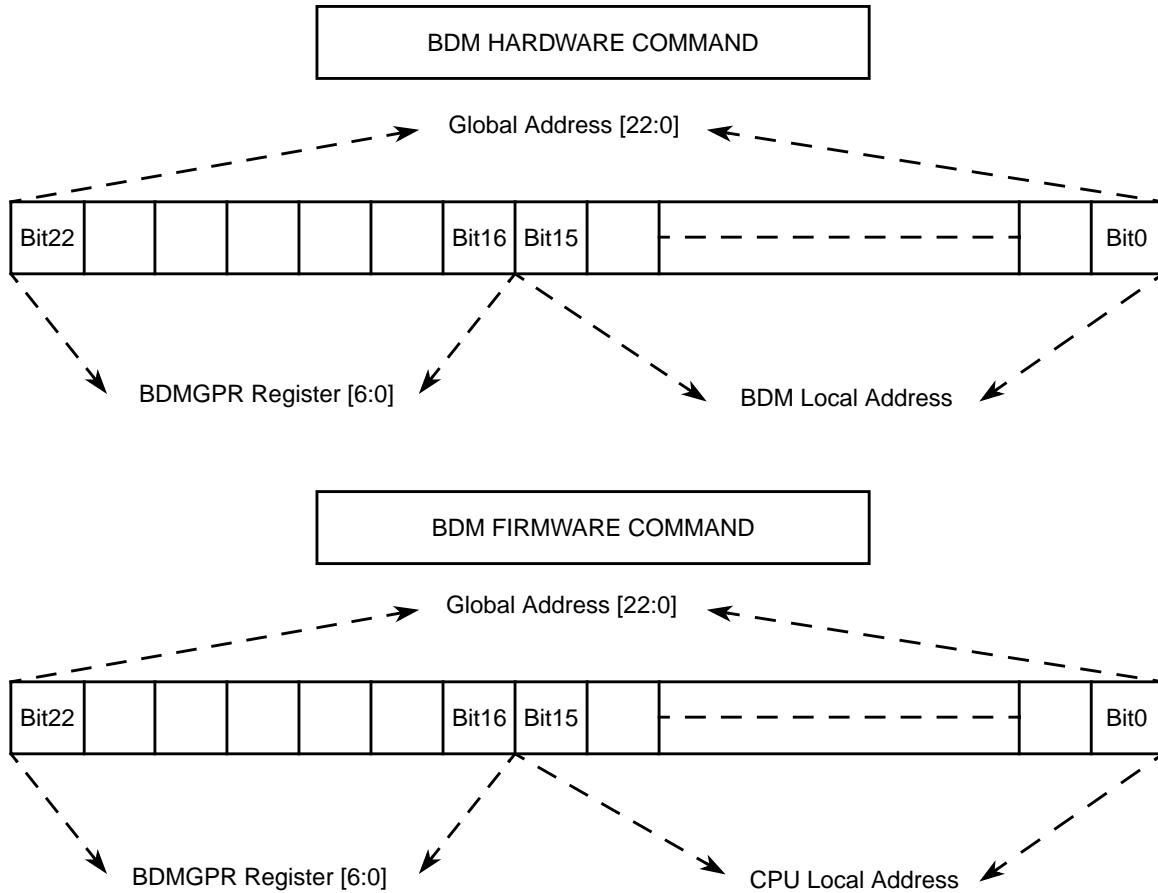 BDM HARDWARE COMMAND
Global Address [22:0]
Bit22 Bit16 Bit15 Bit0
BDMGPR Register [6:0] BDM Local Address
BDM FIRMWARE COMMAND
Global Address [22:0]
Bit22 Bit16 Bit15 Bit0
BDMGPR Register [6:0] CPU Local Address